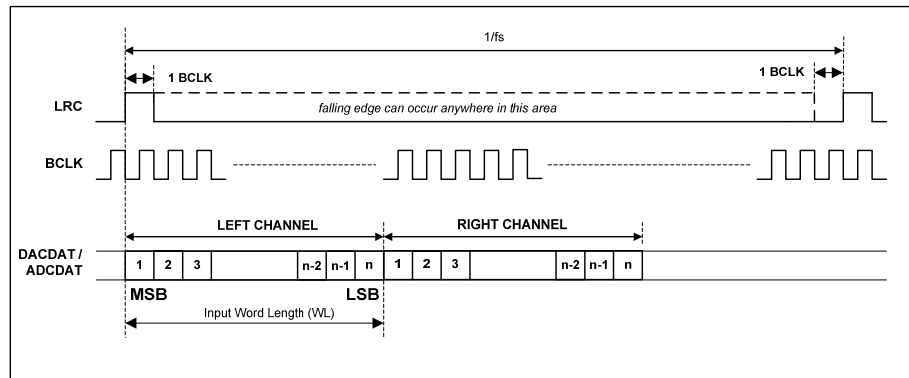 1/fs
1 BCLK
1 BCLK
LRC
falling edge can occur anywhere in this area
BCLK
LEFT CHANNEL
RIGHT CHANNEL
DACDAT /
ADCDAT
1 2 3 n-2 n-1 n 1 2 3 n-2 n-1 n
MSB LSB
Input Word Length (WL)